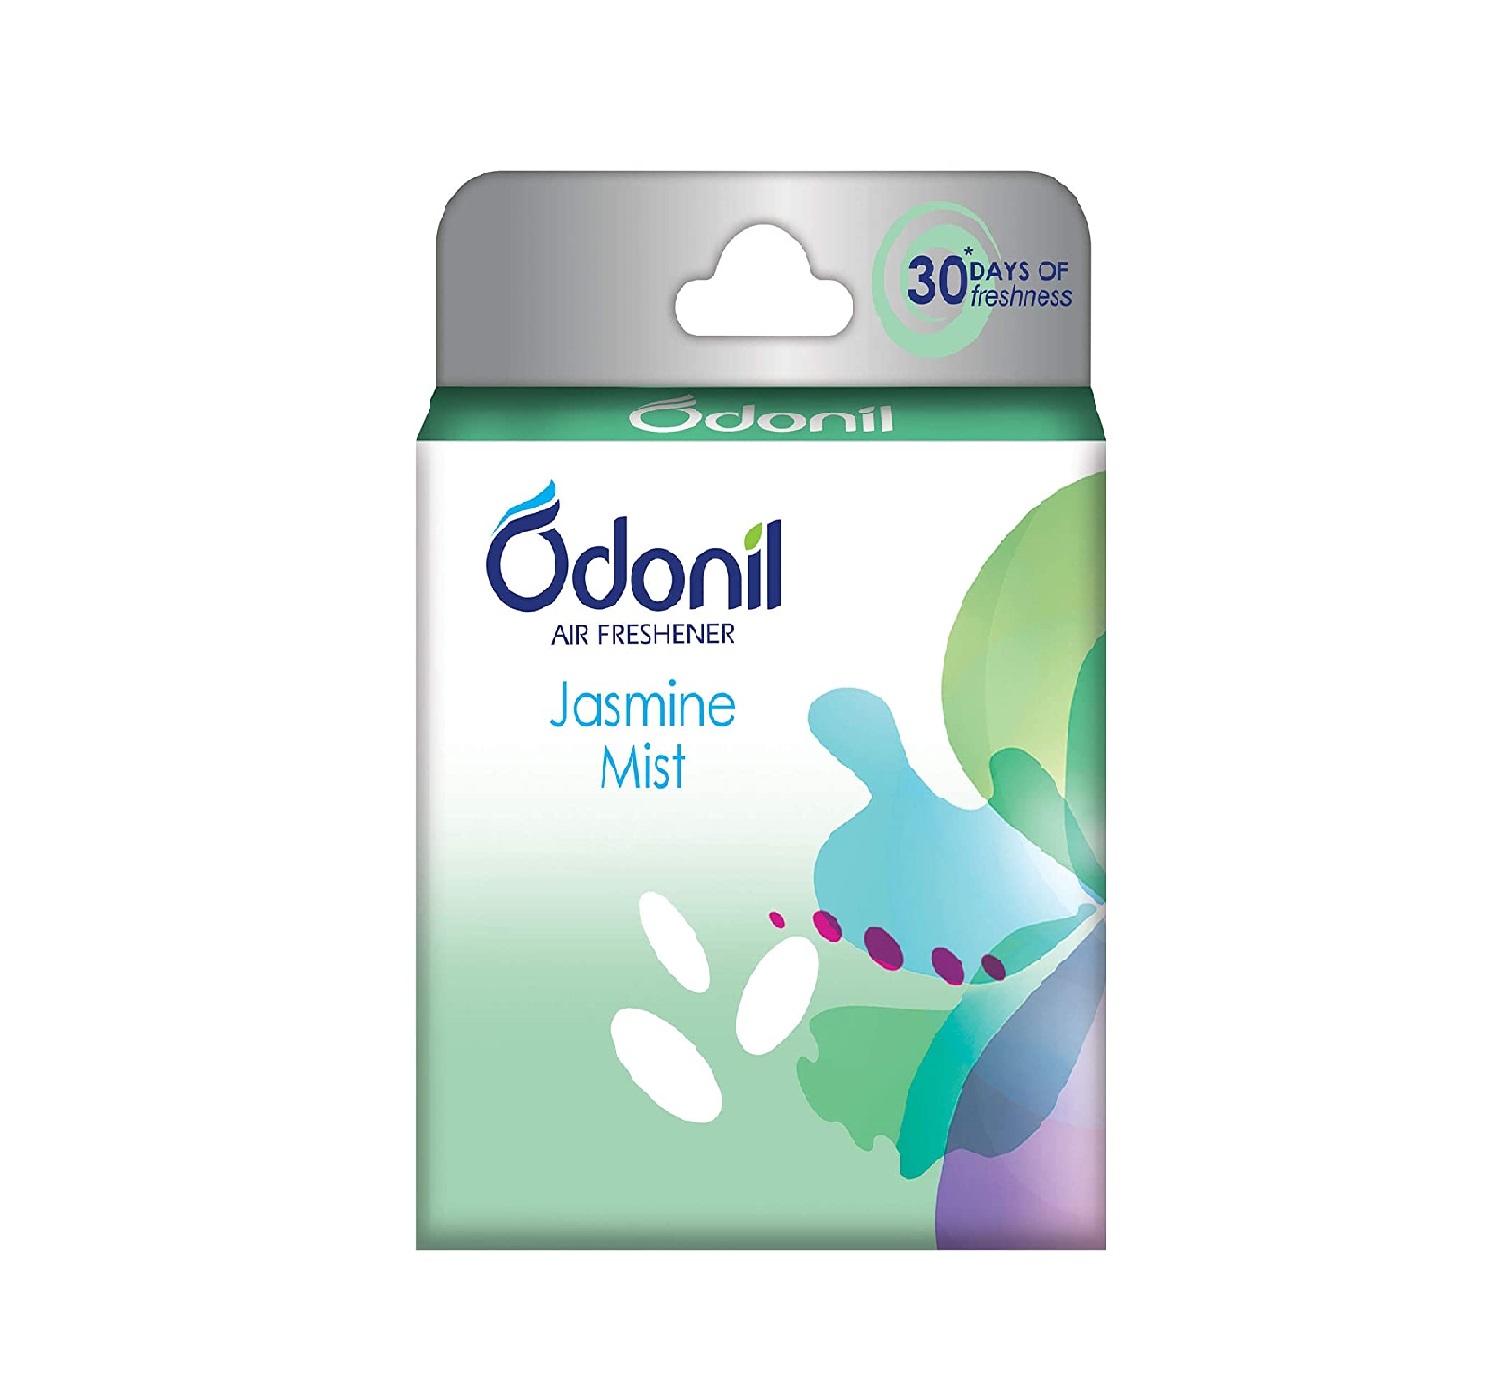 30* DAYS OF
freshness
Odonil
Odonil
AIR FRESHENER
Jasmine
Mist